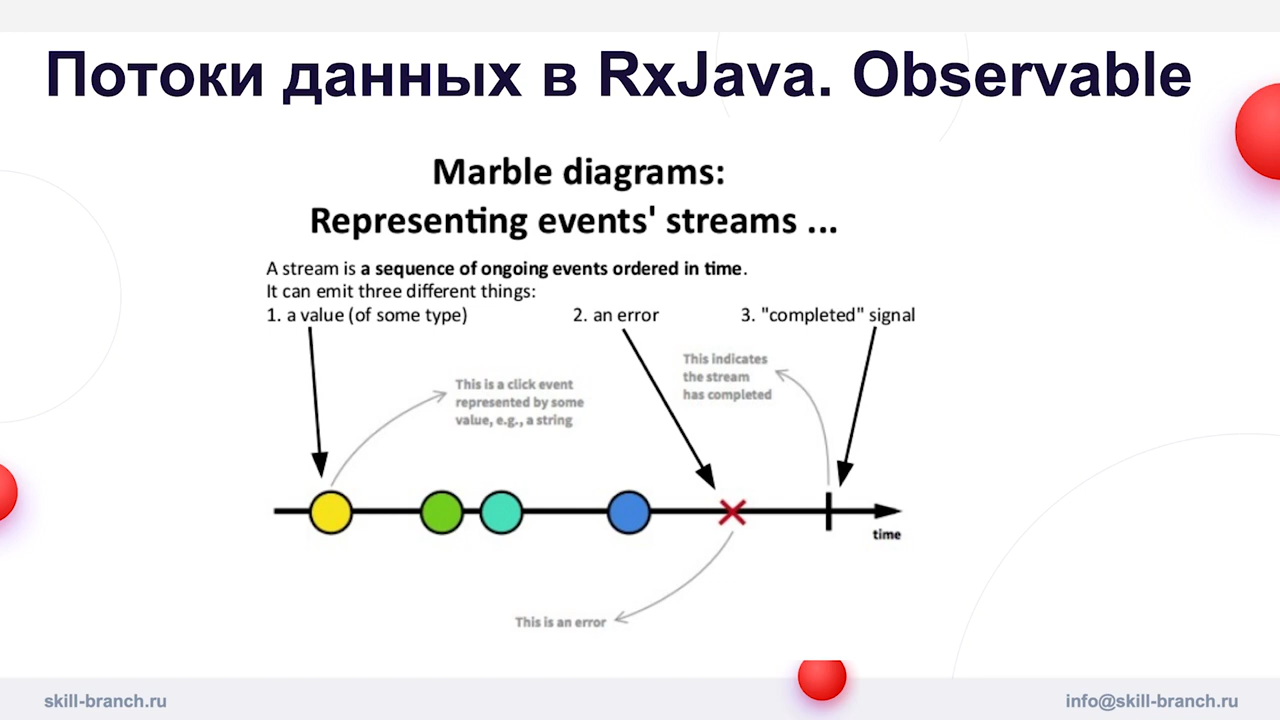 Потоки данных в RxJava. Observable
Marble diagrams:
Representing events' streams ...
A stream is a sequence of ongoing events ordered in time.
It can emit three different things:
1. a value (of some type)
2. an error
3. "completed" signal
This indicates
the stream
has completed
This is a click event
represented by some
value, e.g., a string
time
This is an error
skill-branch.ru
info@skill-branch.ru